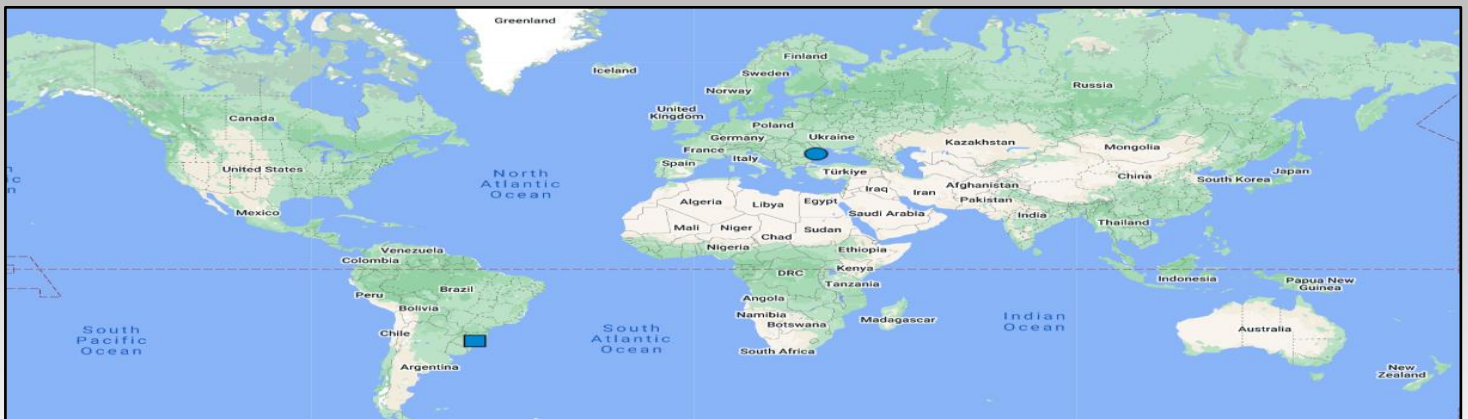 Greenland
Iceland
Finland
Sweden
Norway
Russia
United
Kingdom
Canada
Poland
Germany
Ukraine
France
Kazakhstan
Mongolia
Italy
Spain
United States
North
Atlantic
Ocean
Türkiye
China
Japan
South Korea
Iraq
Iran
Afghanistan
Pakistan
Algeria
Libya
Egypt
Saudi Arabia
India
Mexico
Mali
Niger
Chad
Sudan
Thailand
Venezuela
Nigeria
Ethiopia
Colombia
Kenya
DRC
Tanzania
Indonesia
Papua New
Guinea
Peru
Brazil
Bolivia
Angola
Namibia
Botswana
Madagascar
Indian
Ocean
South
Pacific
Ocean
Chile
South
Atlantic
Ocean
Australia
South Africa
Argentina
New
Zealand